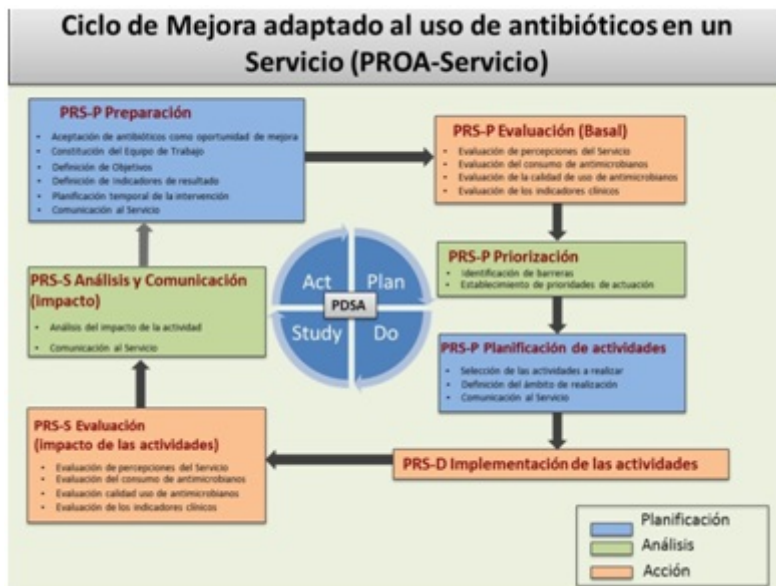 Ciclo de Mejora adaptado al uso de antibióticos en un
Servicio (PROA-Servicio)
PRS-P Preparación
• Aceptación de antibióticos como oportunidad de mejora
• Constitución del Equipo de Trabajo
• Definición de Objetivos
• Definición de Indicadores de resultado
• Planificación temporal de la intervención
• Comunicación al Servicio
PRS-P Evaluación (Basal)
• Evaluación de percepciones del Servicio
• Evaluación del consumo de antimicrobianos
• Evaluación de la calidad de uso de antimicrobianos
• Evaluación de los indicadores clínicos
PRS-P Priorización
• Identificación de barreras
• Establecimiento de prioridades de actuación
PRS-P Planificación de actividades
• Selección de las actividades a realizar
• Definición del ámbito de realización
• Comunicación al Servicio
PRS-D Implementación de las actividades
PRS-S Evaluación
(impacto de las actividades)
• Evaluación de percepciones del Servicio
• Evaluación del consumo de antimicrobianos
• Evaluación calidad uso de antimicrobianos
• Evaluación de los indicadores clínicos
PRS-S Análisis y Comunicación
(impacto)
• Análisis del impacto de la actividad
• Comunicación al Servicio
Act
Plan
PDSA
Study
Do
Planificación
Análisis
Acción